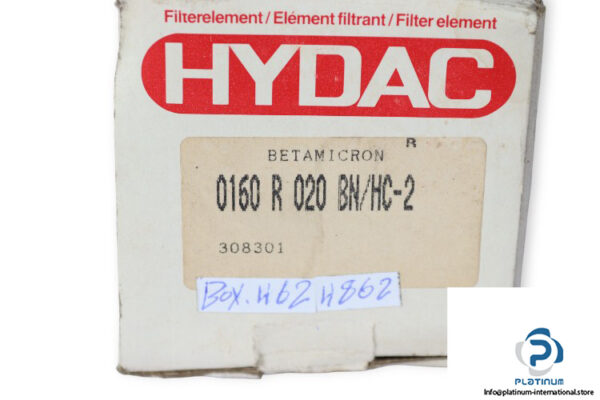 Filterelement / Elément filtrant / Filter element
HYDAC
R
BETAMICRON
0160 R 020 BN/HC-2
308301
BOX. H62 H862
PLATINUM
info@platinum-international.store